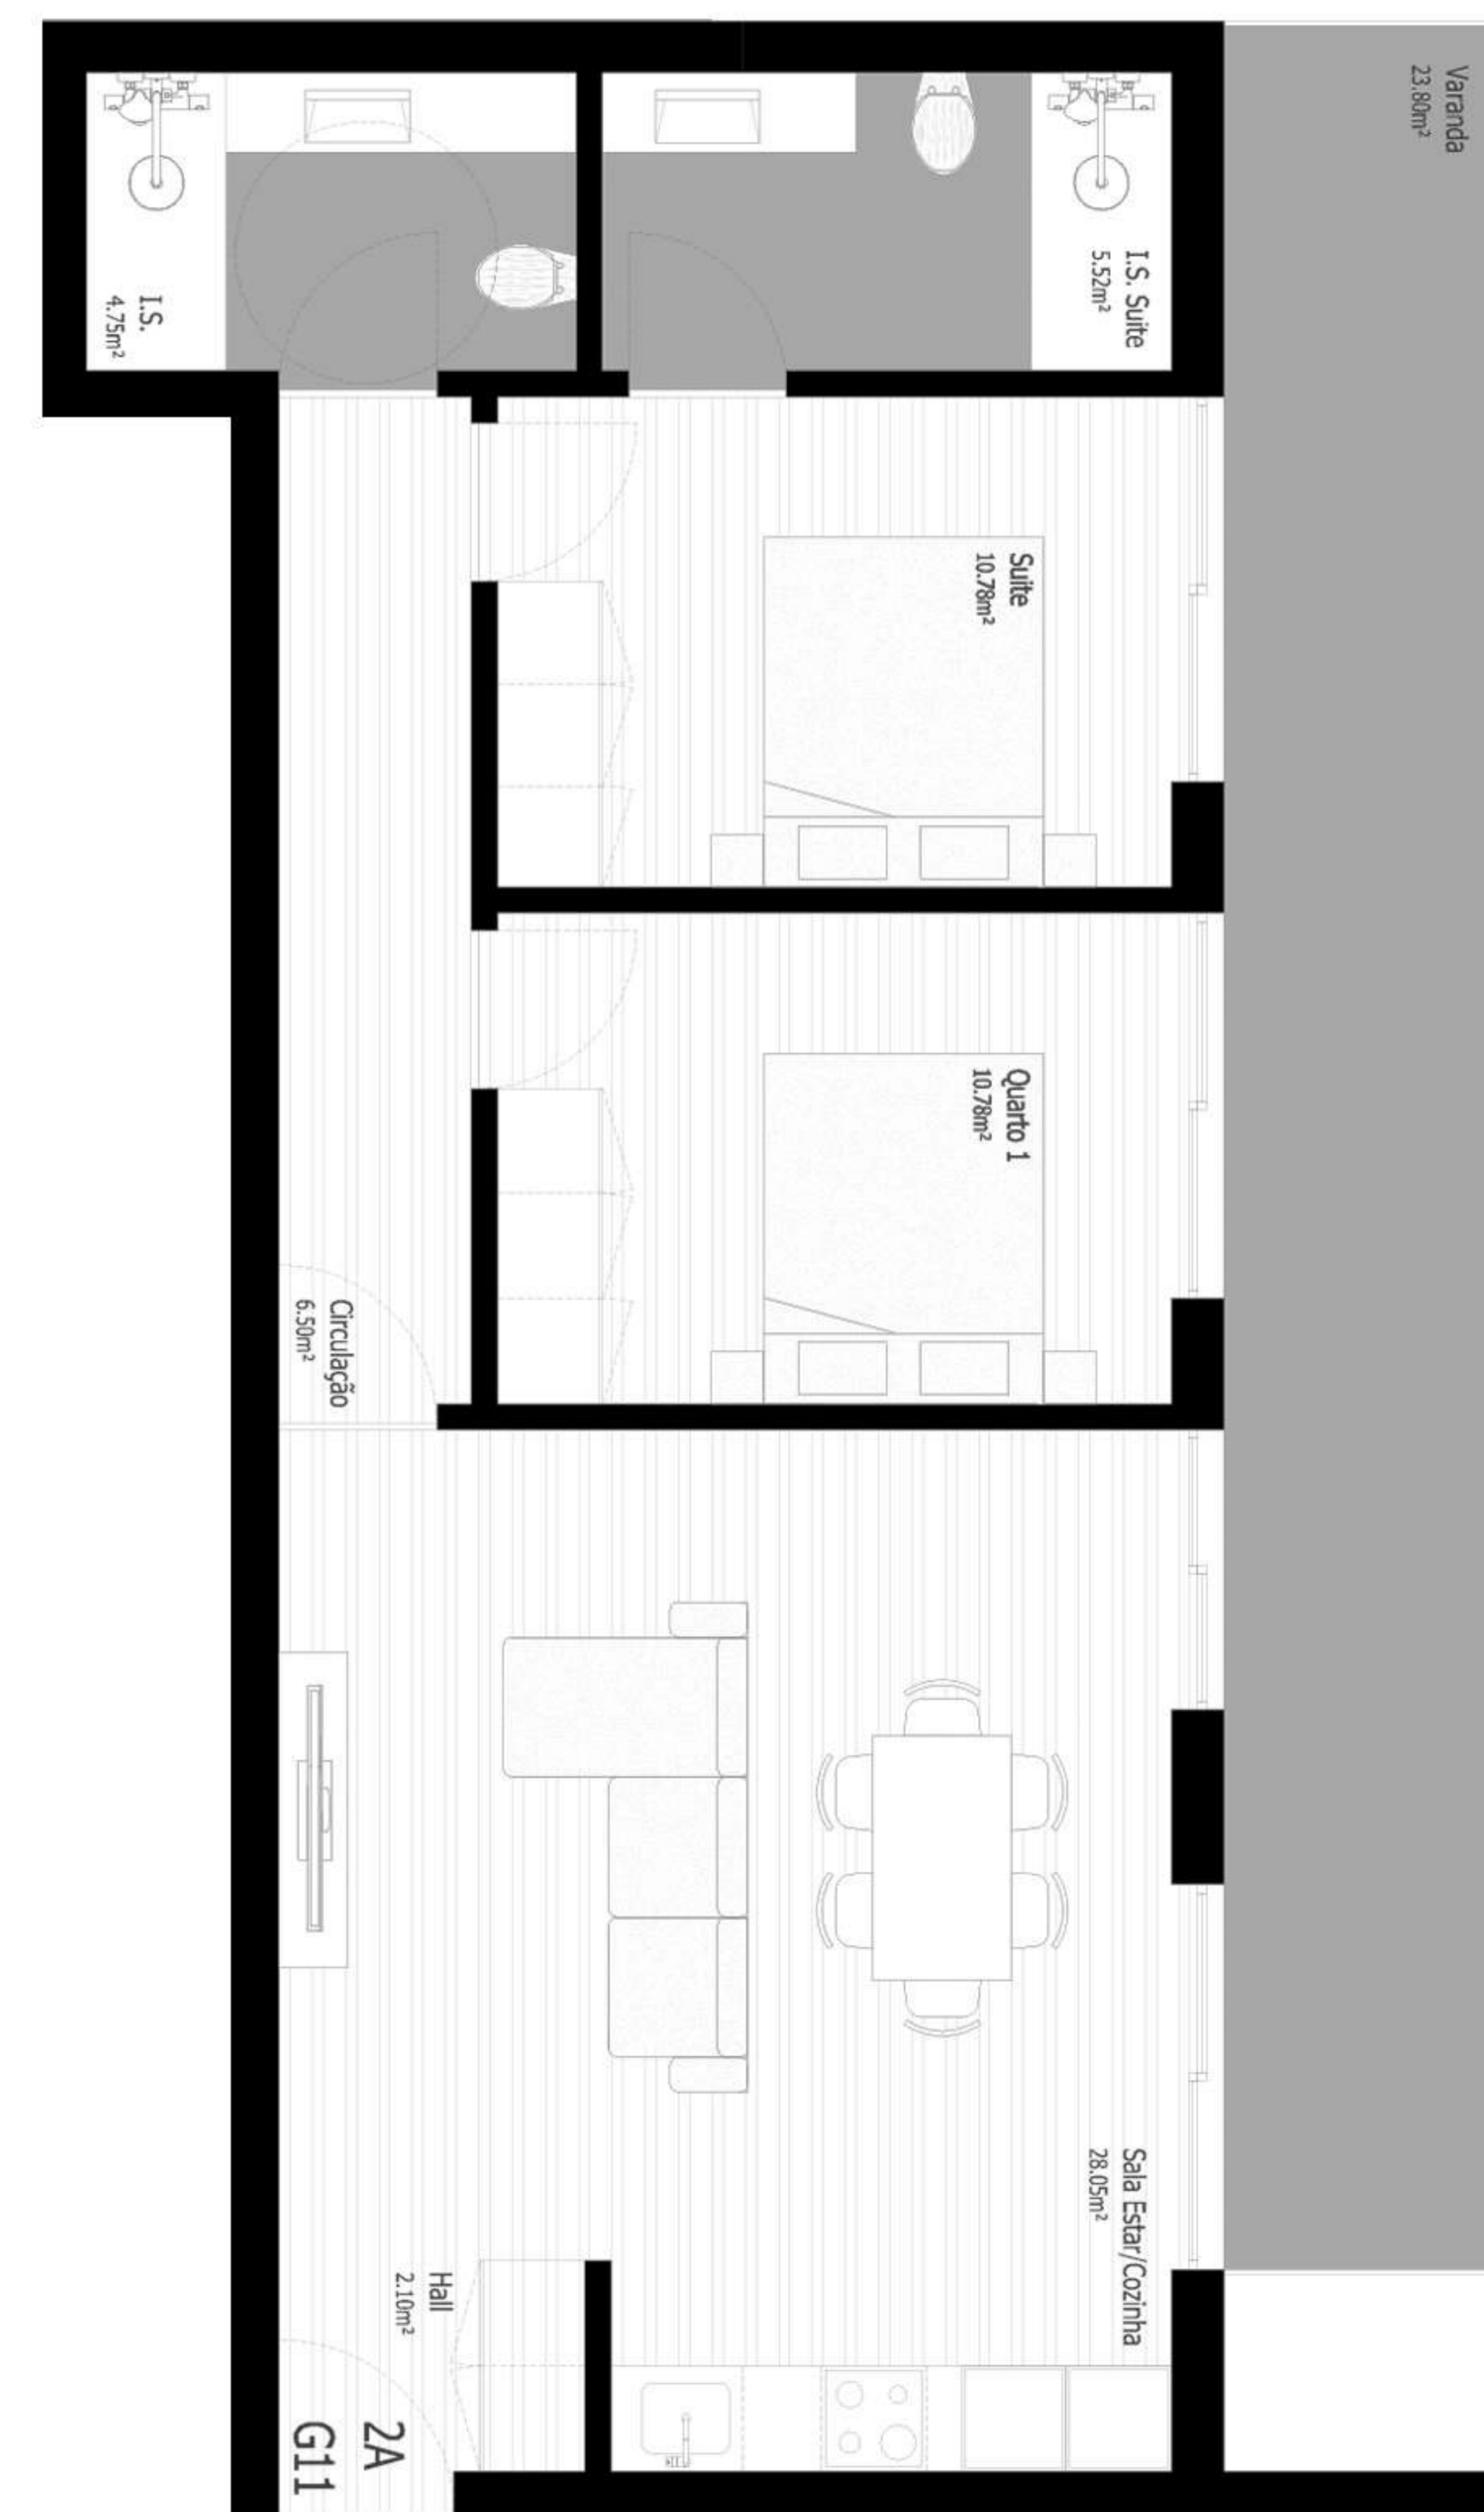 Varanda
23.80m²
I.S. Suite
5.52m²
I.S.
4.75m²
Suite
10.78m²
Quarto 1
10.78m²
Circulação
6.50m²
Sala Estar/Cozinha
28.05m²
Hall
2.10m²
2A
G11